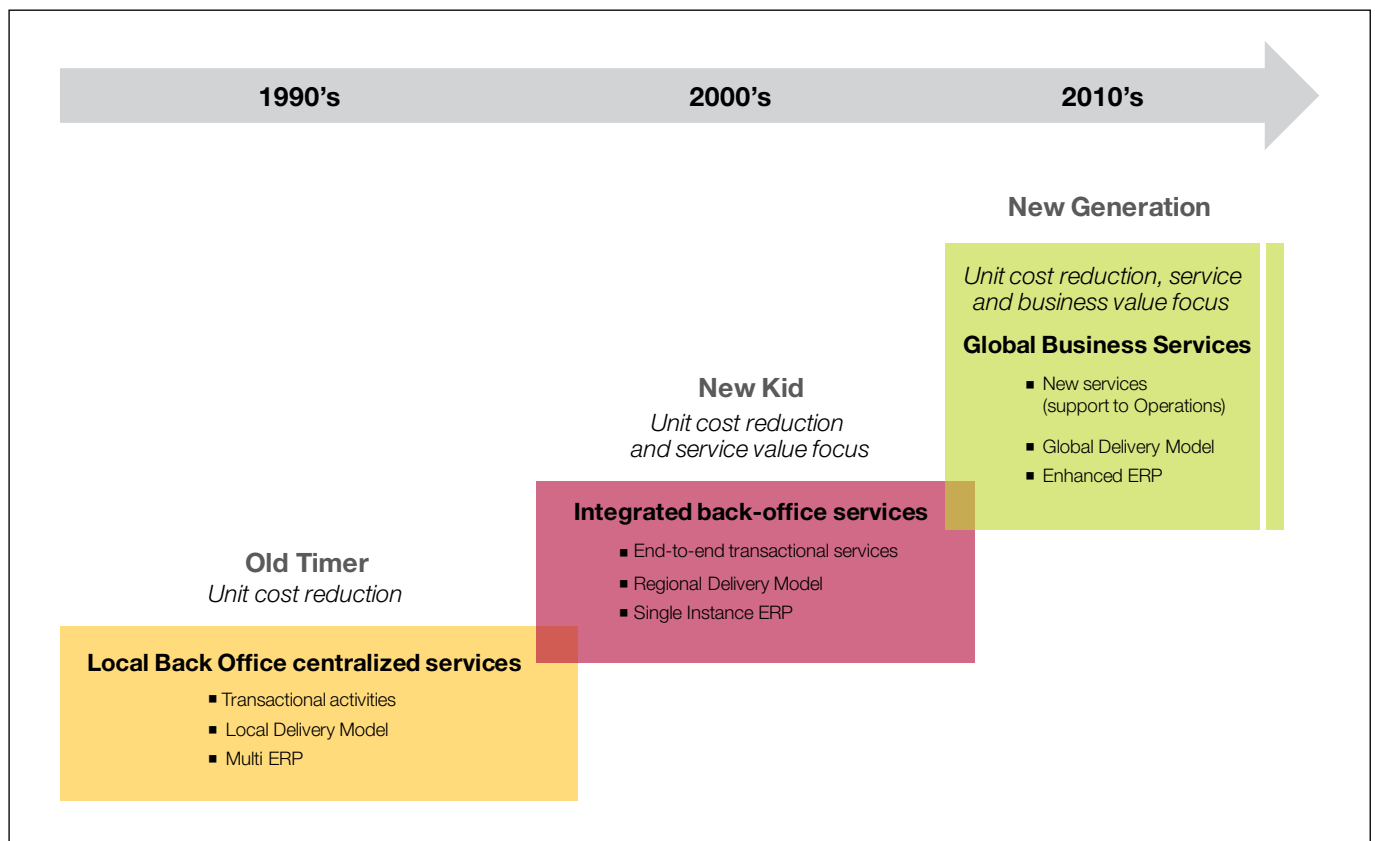 1990’s
2000’s
2010’s
New Generation
Unit cost reduction, service
and business value focus
Global Business Services
▪ New services
(support to Operations)
▪ Global Delivery Model
▪ Enhanced ERP
New Kid
Unit cost reduction
and service value focus
Integrated back-office services
▪ End-to-end transactional services
▪ Regional Delivery Model
▪ Single Instance ERP
Old Timer
Unit cost reduction
Local Back Office centralized services
▪ Transactional activities
▪ Local Delivery Model
▪ Multi ERP